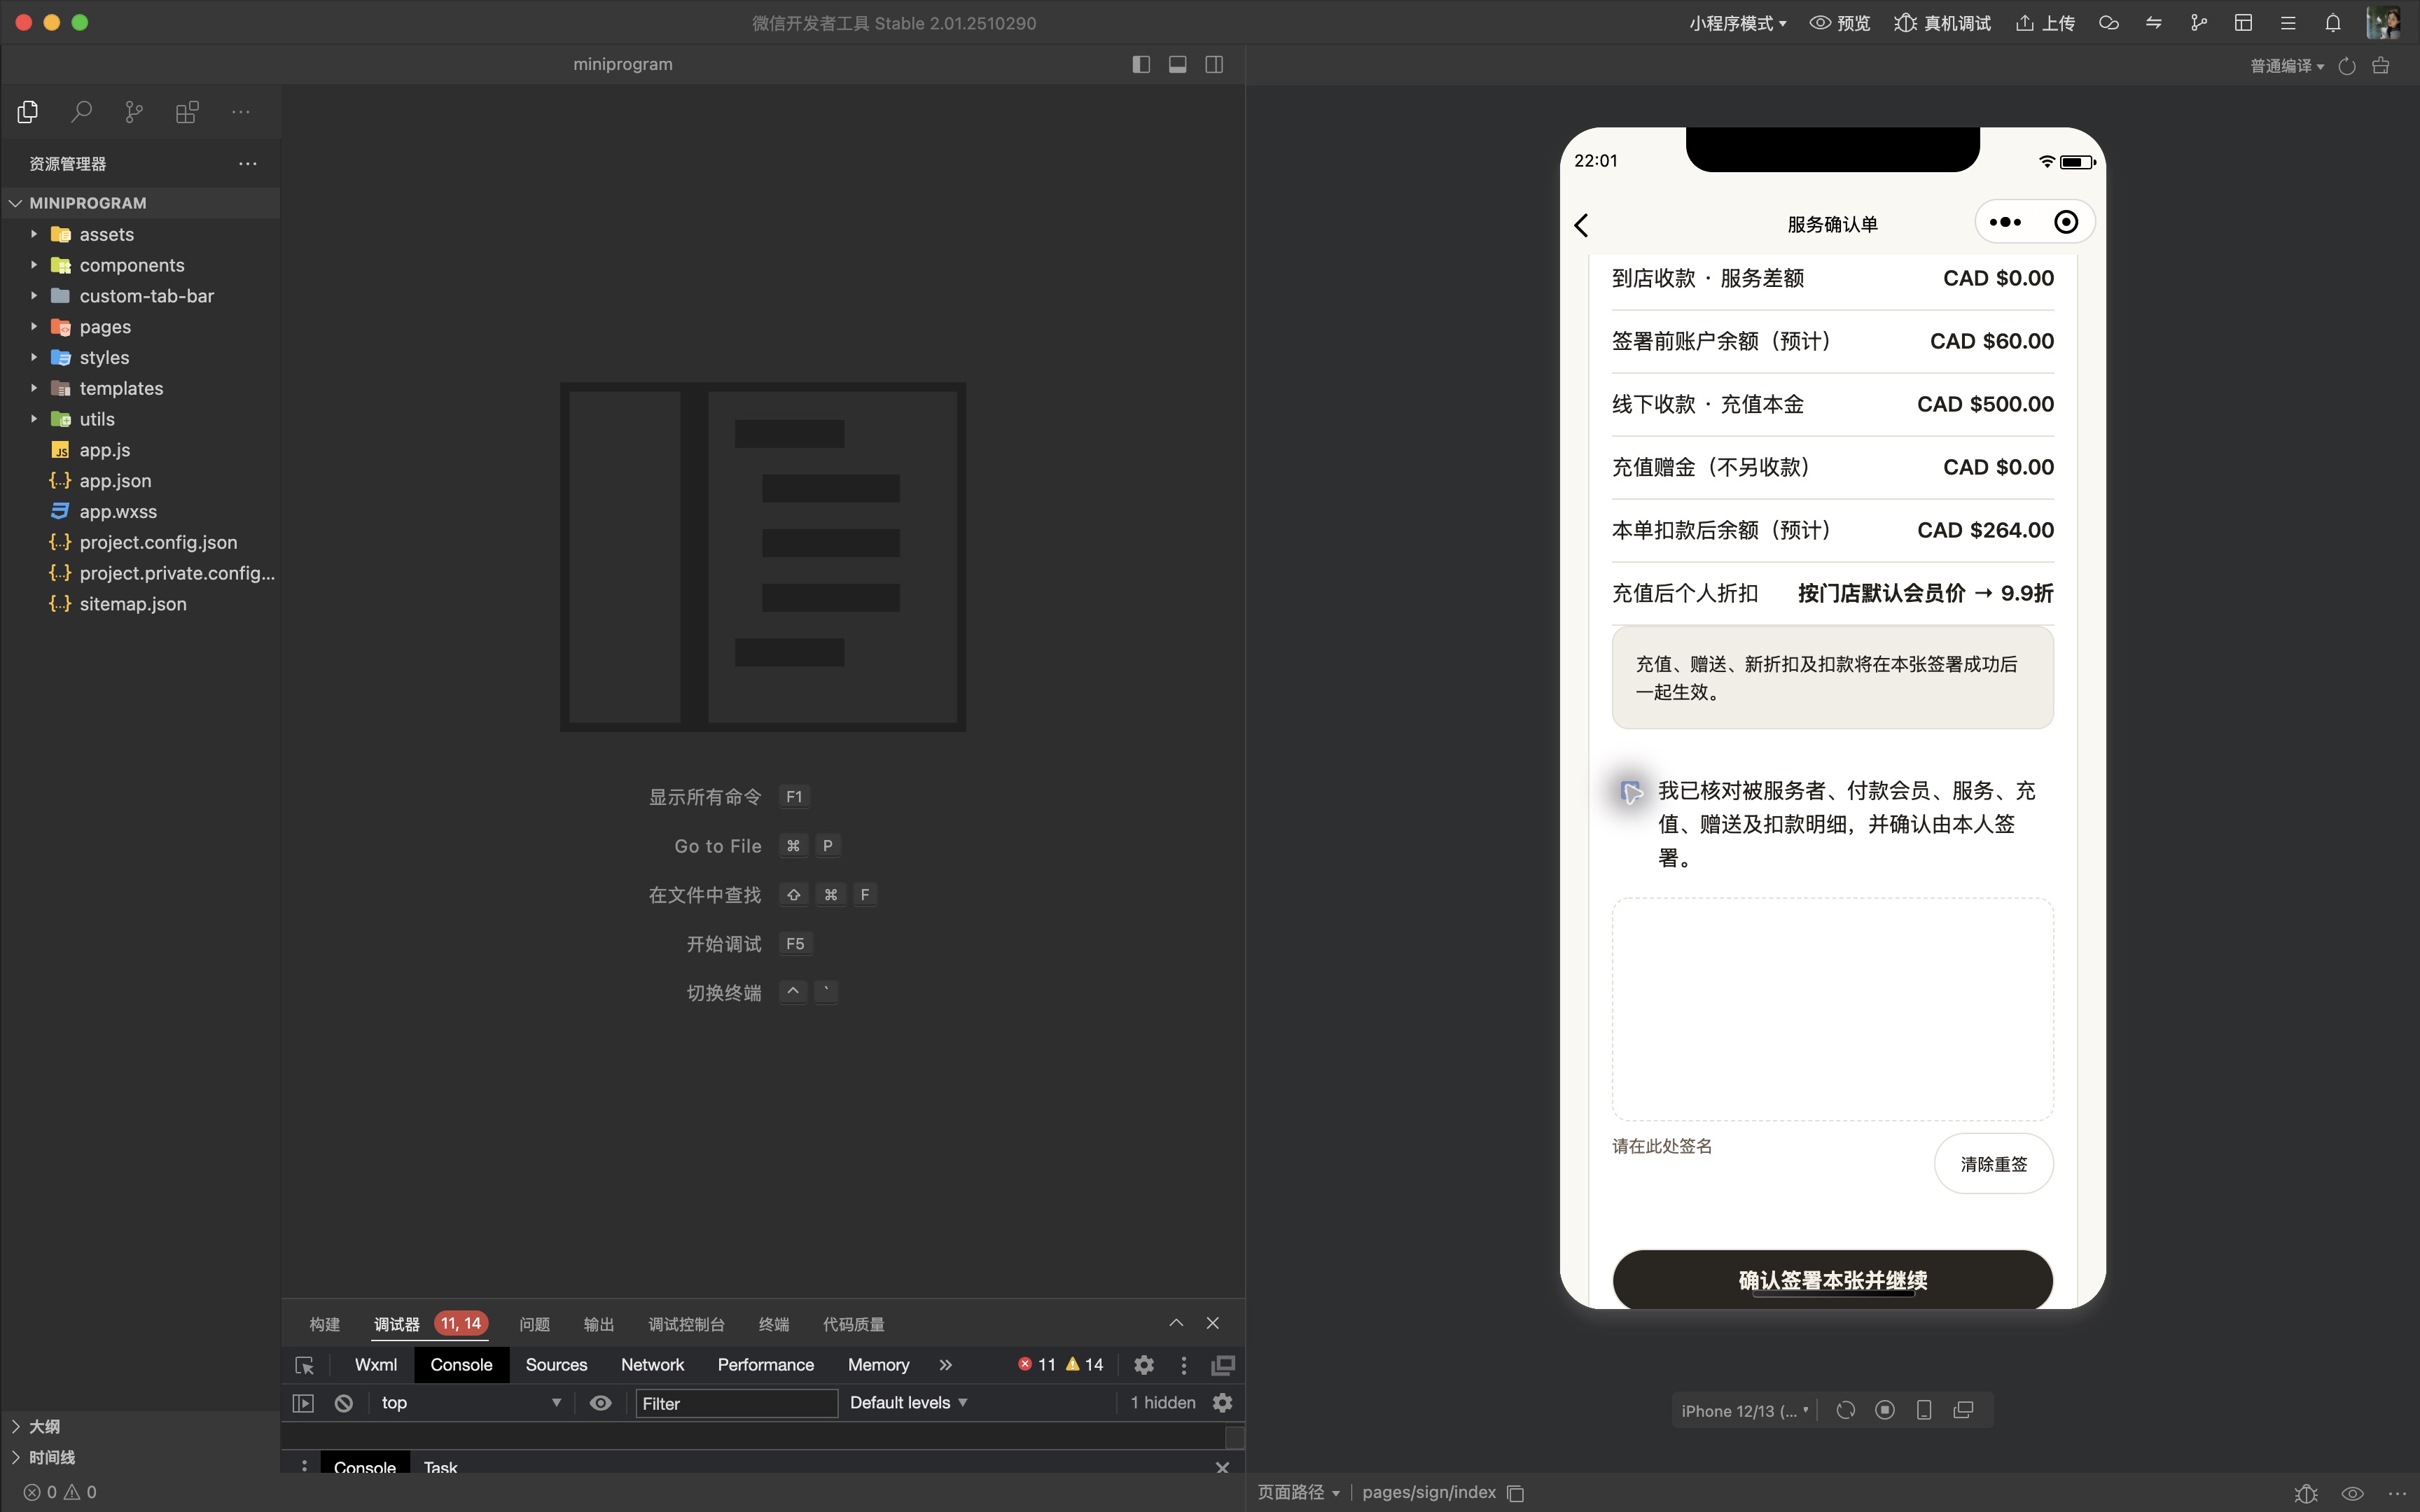 微信开发者工具 Stable 2.01.2510290
小程序模式
预览
真机调试
上传
miniprogram
普通编译
资源管理器
MINIPROGRAM
assets
components
custom-tab-bar
pages
styles
templates
utils
app.js
app.json
app.wxss
project.config.json
project.private.config...
sitemap.json
大纲
时间线
0 0
显示所有命令 F1
Go to File ⌘ P
在文件中查找 ⇧ ⌘ F
开始调试 F5
切换终端 ^ `
构建 调试器 11, 14 问题 输出 调试控制台 终端 代码质量
Wxml Console Sources Network Performance Memory » 11 14
top Filter Default levels 1 hidden
Console Task
22:01
服务确认单
到店收款 · 服务差额 CAD $0.00
签署前账户余额（预计） CAD $60.00
线下收款 · 充值本金 CAD $500.00
充值赠金（不另收款） CAD $0.00
本单扣款后余额（预计） CAD $264.00
充值后个人折扣 按门店默认会员价 → 9.9折
充值、赠送、新折扣及扣款将在本张签署成功后
一起生效。
我已核对被服务者、付款会员、服务、充
值、赠送及扣款明细，并确认由本人签
署。
请在此处签名
清除重签
确认签署本张并继续
iPhone 12/13 (...
页面路径 pages/sign/index